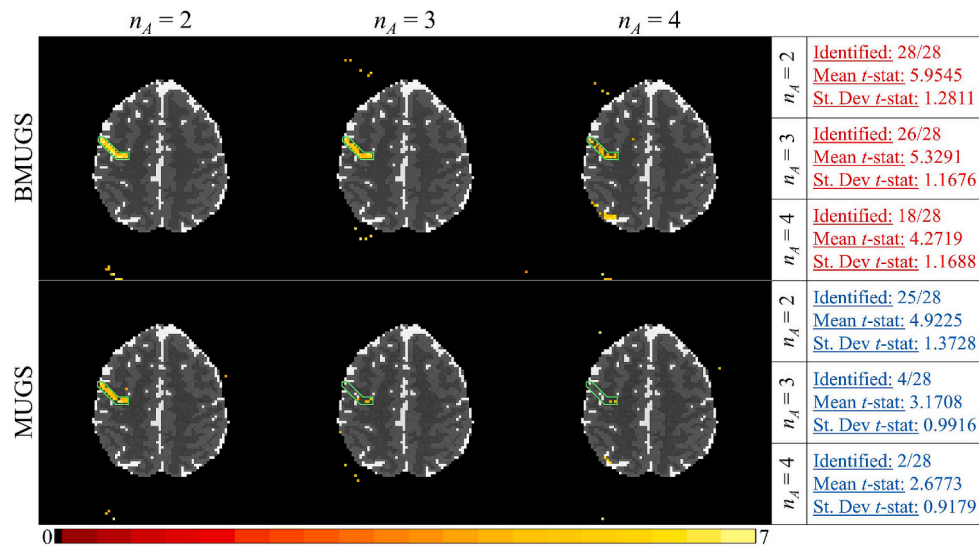 n_A = 2
n_A = 3
n_A = 4
BMUGS
n_A = 2
Identified: 28/28
Mean t-stat: 5.9545
St. Dev t-stat: 1.2811
n_A = 3
Identified: 26/28
Mean t-stat: 5.3291
St. Dev t-stat: 1.1676
n_A = 4
Identified: 18/28
Mean t-stat: 4.2719
St. Dev t-stat: 1.1688
MUGS
n_A = 2
Identified: 25/28
Mean t-stat: 4.9225
St. Dev t-stat: 1.3728
n_A = 3
Identified: 4/28
Mean t-stat: 3.1708
St. Dev t-stat: 0.9916
n_A = 4
Identified: 2/28
Mean t-stat: 2.6773
St. Dev t-stat: 0.9179
0
7